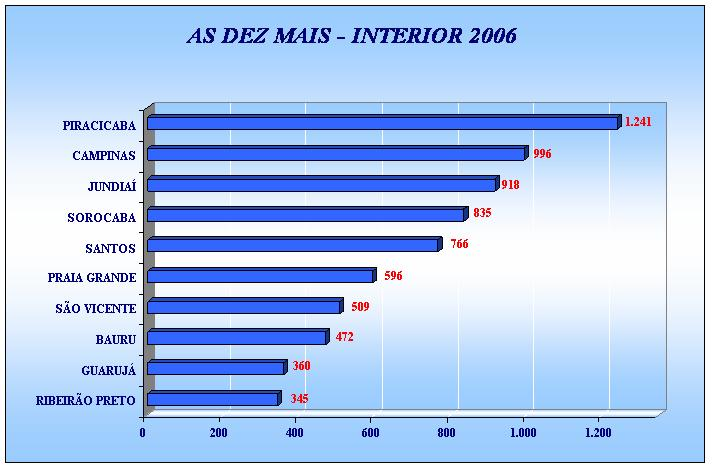 AS DEZ MAIS - INTERIOR 2006
PIRACICABA 1.241
CAMPINAS 996
JUNDIAÍ 918
SOROCABA 835
SANTOS 766
PRAIA GRANDE 596
SÃO VICENTE 509
BAURU 472
GUARUJÁ 360
RIBEIRÃO PRETO 345
0 200 400 600 800 1.000 1.200